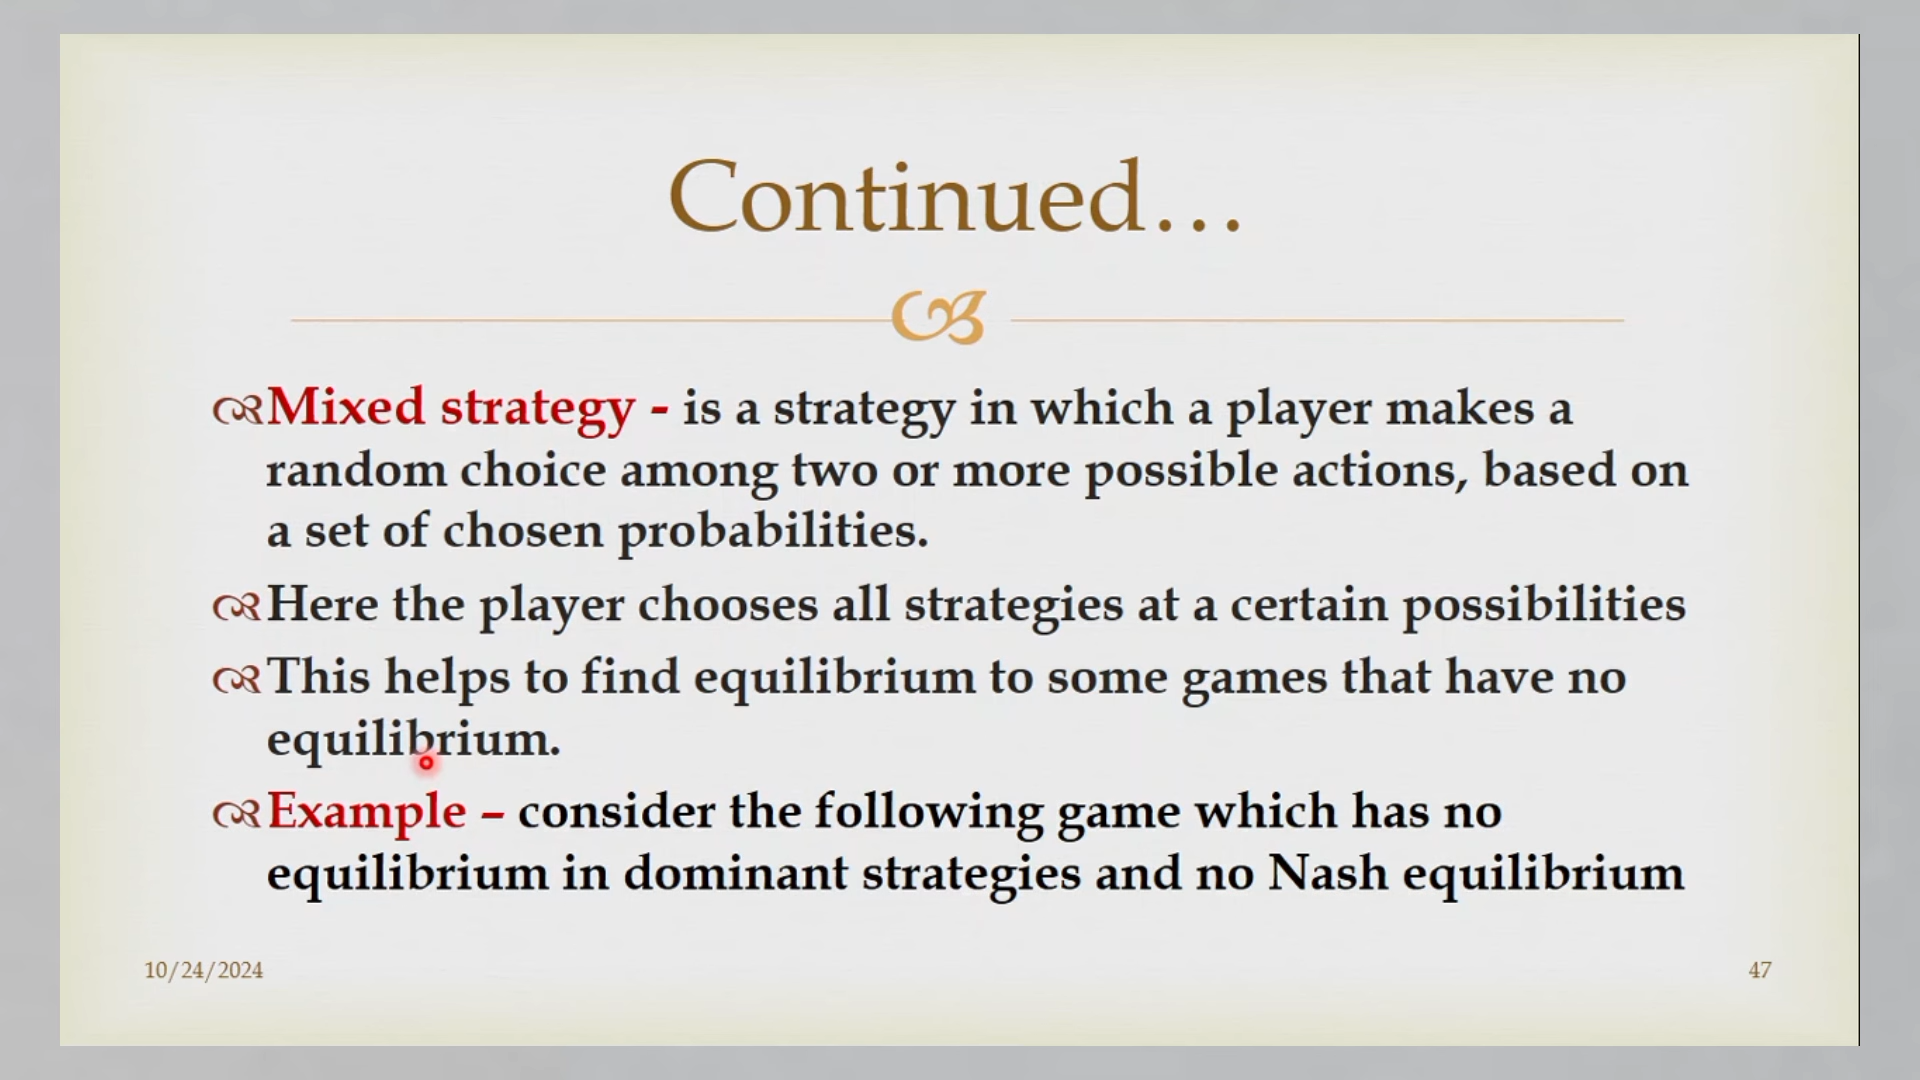 Continued…
Mixed strategy - is a strategy in which a player makes a
random choice among two or more possible actions, based on
a set of chosen probabilities.
Here the player chooses all strategies at a certain possibilities
This helps to find equilibrium to some games that have no
equilibrium.
Example – consider the following game which has no
equilibrium in dominant strategies and no Nash equilibrium
10/24/2024
47